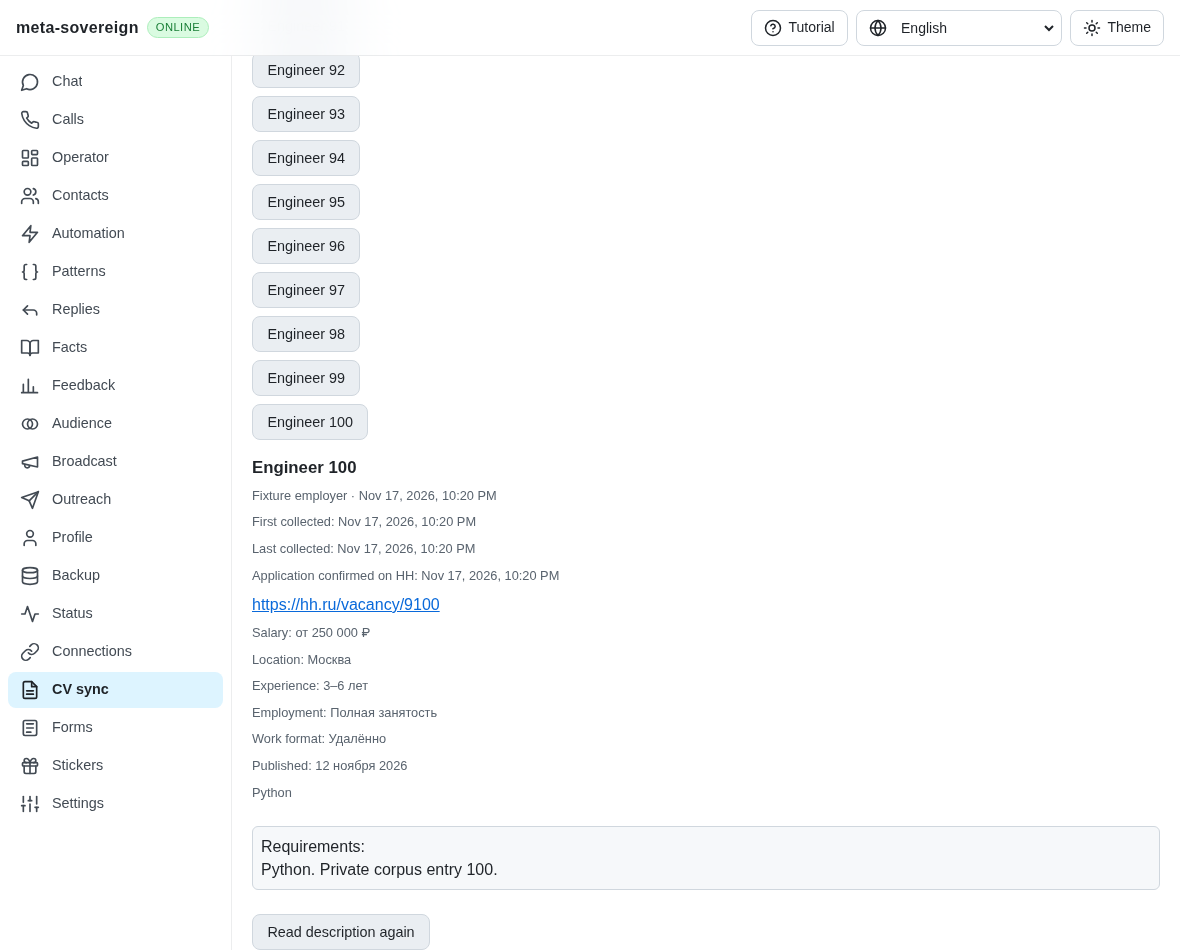 meta-sovereign
ONLINE
Tutorial
English
Theme
Chat
Calls
Operator
Contacts
Automation
Patterns
Replies
Facts
Feedback
Audience
Broadcast
Outreach
Profile
Backup
Status
Connections
CV sync
Forms
Stickers
Settings
Engineer 92
Engineer 93
Engineer 94
Engineer 95
Engineer 96
Engineer 97
Engineer 98
Engineer 99
Engineer 100
Engineer 100
Fixture employer · Nov 17, 2026, 10:20 PM
First collected: Nov 17, 2026, 10:20 PM
Last collected: Nov 17, 2026, 10:20 PM
Application confirmed on HH: Nov 17, 2026, 10:20 PM
https://hh.ru/vacancy/9100
Salary: от 250 000 ₽
Location: Москва
Experience: 3–6 лет
Employment: Полная занятость
Work format: Удалённо
Published: 12 ноября 2026
Python
Requirements:
Python. Private corpus entry 100.
Read description again